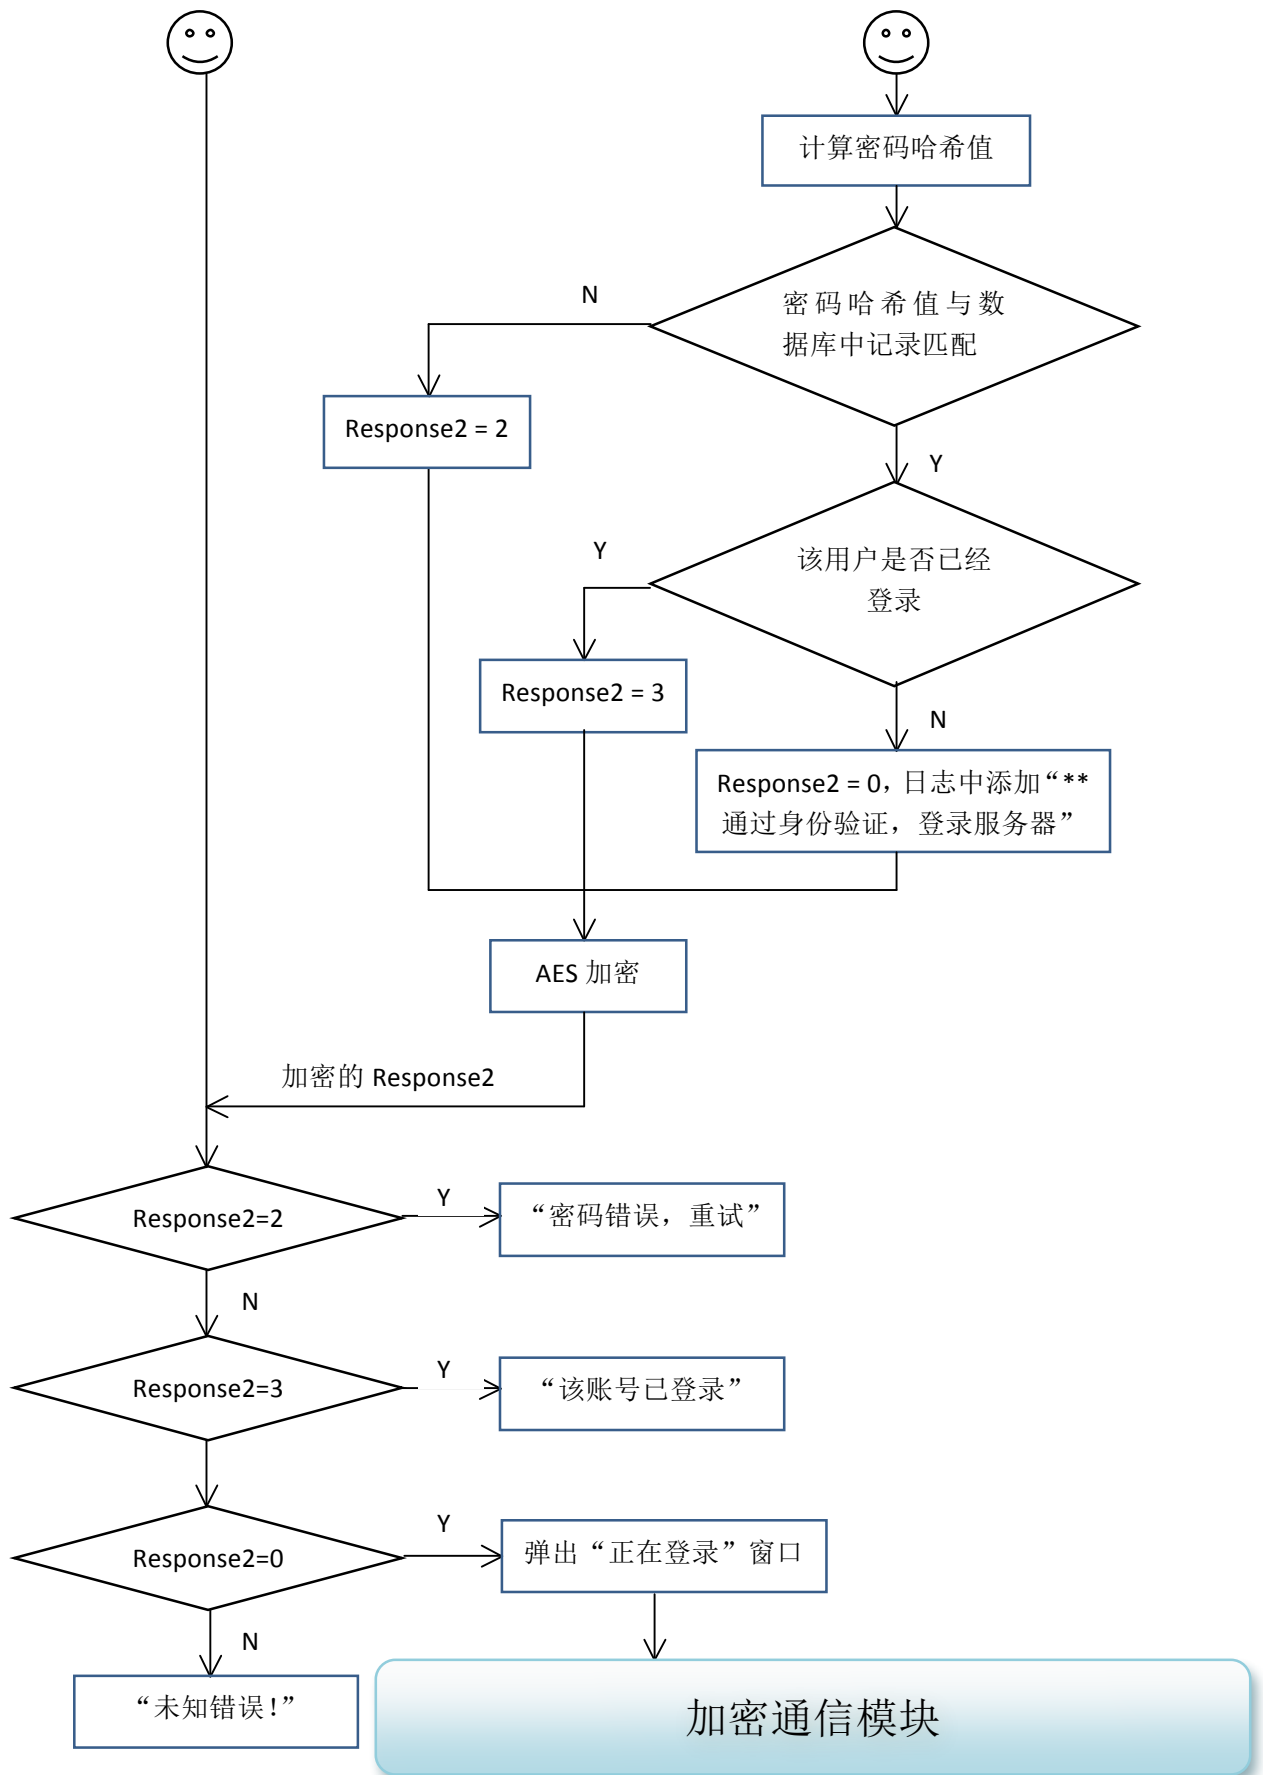 计算密码哈希值
密码哈希值与数
据库中记录匹配
N
Response2 = 2
Y
该用户是否已经
登录
Y
Response2 = 3
N
Response2 = 0，日志中添加“**
通过身份验证，登录服务器”
AES 加密
加密的 Response2
Response2=2
Y
“密码错误，重试”
N
Response2=3
Y
“该账号已登录”
Response2=0
Y
弹出“正在登录”窗口
N
“未知错误！”
加密通信模块